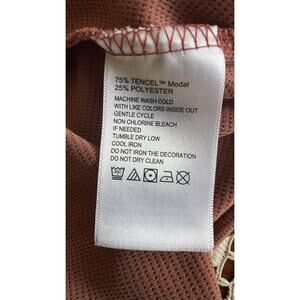 75% TENCEL™ Modal
25% POLYESTER
MACHINE WASH COLD
WITH LIKE COLORS INSIDE OUT
GENTLE CYCLE
NON CHLORINE BLEACH
IF NEEDED
TUMBLE DRY LOW
COOL IRON
DO NOT IRON THE DECORATION
DO NOT DRY CLEAN